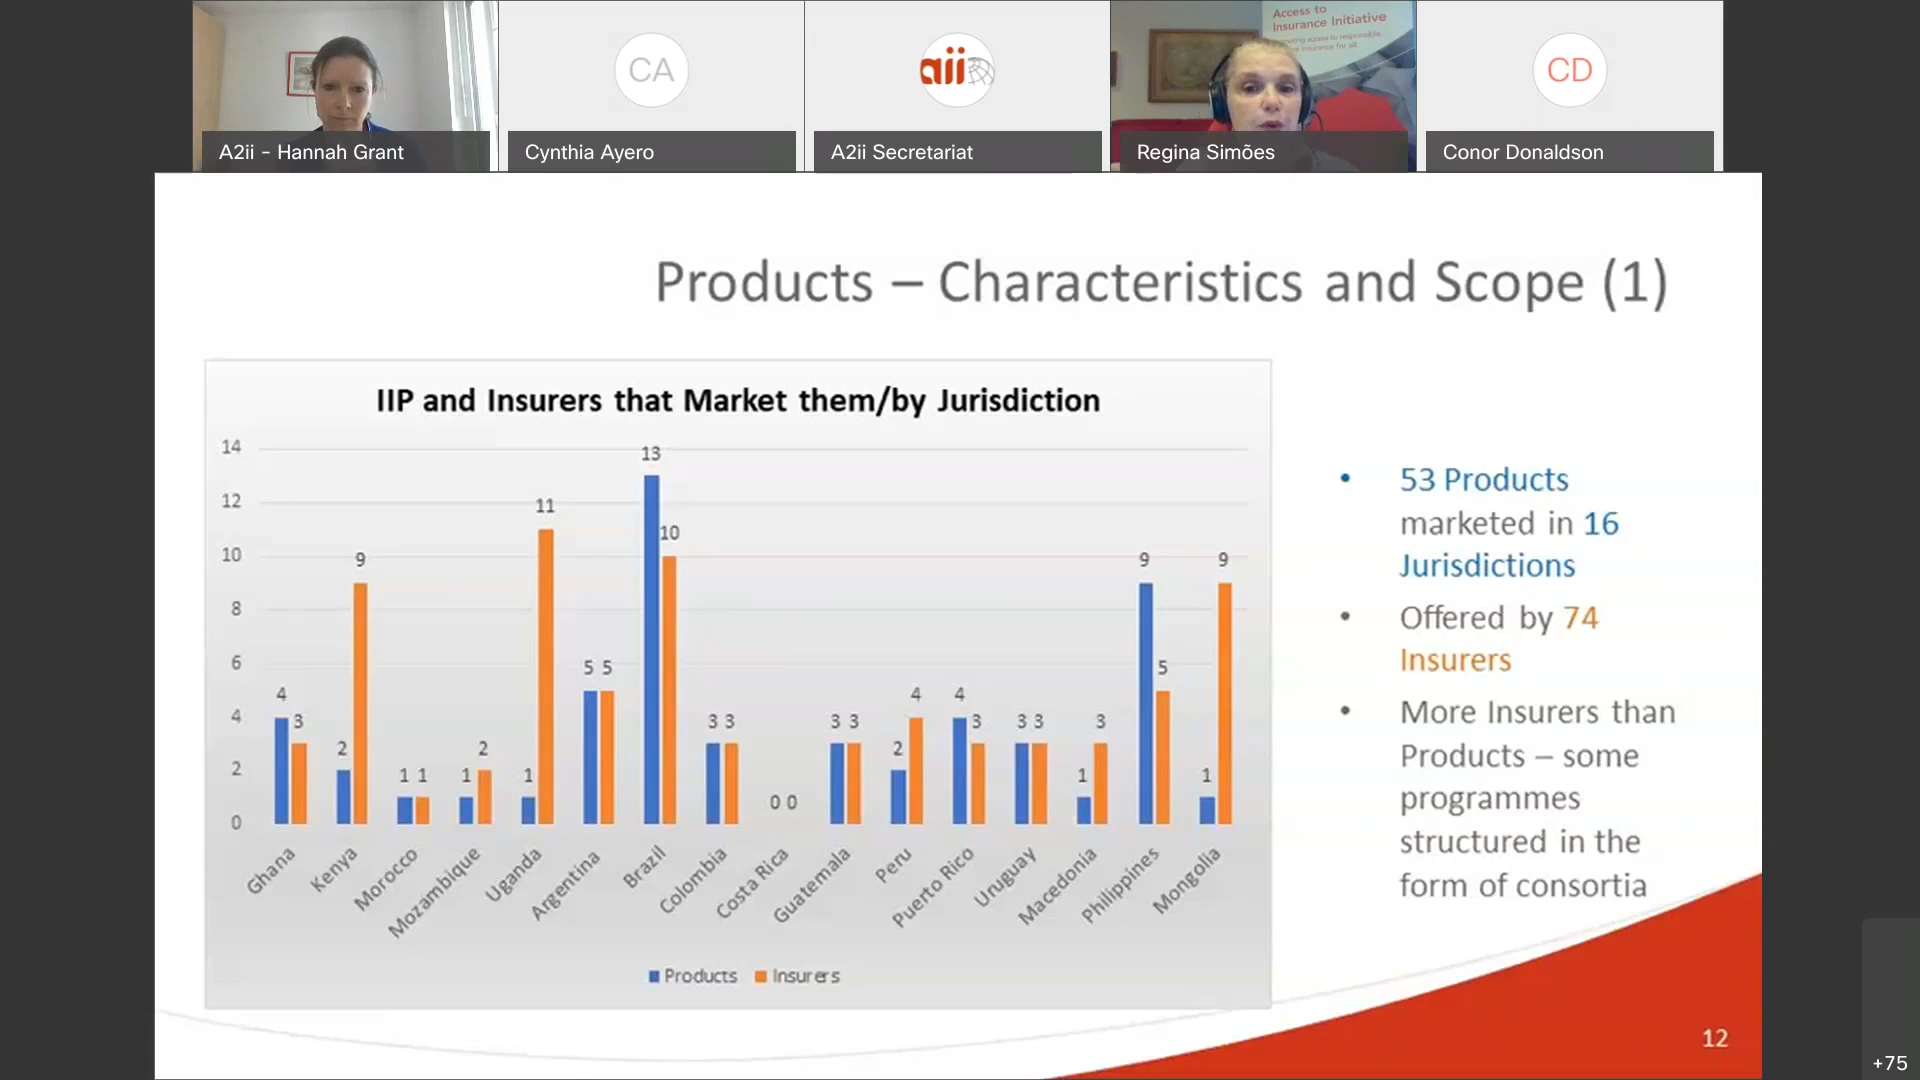 Access to
Insurance Initiative
CA
aii
CD
A2ii - Hannah Grant
Cynthia Ayero
A2ii Secretariat
Regina Simões
Conor Donaldson
Products – Characteristics and Scope (1)
IIP and Insurers that Market them/by Jurisdiction
14
12
10
8
6
4
2
0
4 3
2 9
1 1
1 2
1 11
5 5
13 10
3 3
0 0
3 3
2 4
4 3
3 3
1 3
9 5
1 9
Ghana
Kenya
Morocco
Mozambique
Uganda
Argentina
Brazil
Colombia
Costa Rica
Guatemala
Peru
Puerto Rico
Uruguay
Macedonia
Philippines
Mongolia
Products Insurers
• 53 Products
marketed in 16
Jurisdictions
• Offered by 74
Insurers
• More Insurers than
Products – some
programmes
structured in the
form of consortia
12
+75